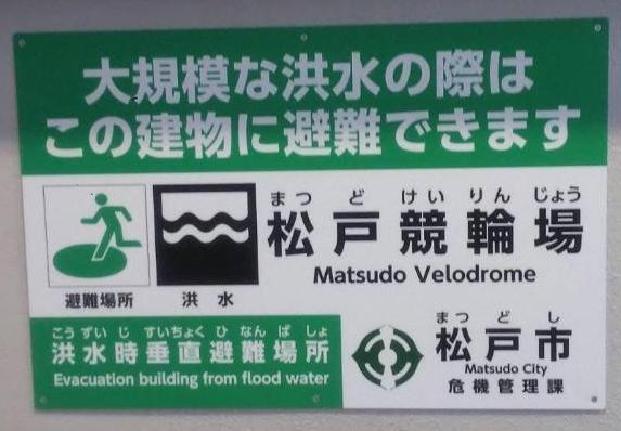 大規模な洪水の際は
この建物に避難できます
まつ ど けい りん じょう
松戸競輪場
Matsudo Velodrome
避難場所
洪水
こう ずい じ すいちょく ひ なん ば しょ
洪水時垂直避難場所
Evacuation building from flood water
まつ ど し
松戸市
Matsudo City
危機管理課